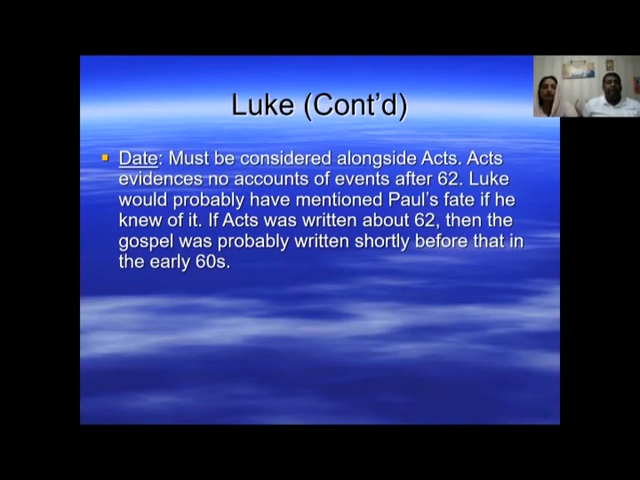 Luke (Cont'd)
Date: Must be considered alongside Acts. Acts
evidences no accounts of events after 62. Luke
would probably have mentioned Paul's fate if he
knew of it. If Acts was written about 62, then the
gospel was probably written shortly before that in
the early 60s.